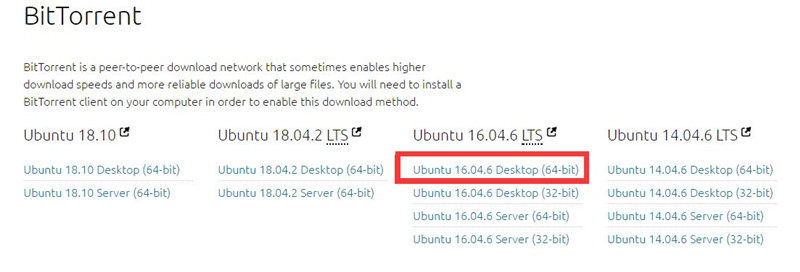 BitTorrent
BitTorrent is a peer-to-peer download network that sometimes enables higher
download speeds and more reliable downloads of large files. You will need to install a
BitTorrent client on your computer in order to enable this download method.
Ubuntu 18.10
Ubuntu 18.10 Desktop (64-bit)
Ubuntu 18.10 Server (64-bit)
Ubuntu 18.04.2 LTS
Ubuntu 18.04.2 Desktop (64-bit)
Ubuntu 18.04.2 Server (64-bit)
Ubuntu 16.04.6 LTS
Ubuntu 16.04.6 Desktop (64-bit)
Ubuntu 16.04.6 Desktop (32-bit)
Ubuntu 16.04.6 Server (64-bit)
Ubuntu 16.04.6 Server (32-bit)
Ubuntu 14.04.6 LTS
Ubuntu 14.04.6 Desktop (64-bit)
Ubuntu 14.04.6 Desktop (32-bit)
Ubuntu 14.04.6 Server (64-bit)
Ubuntu 14.04.6 Server (32-bit)